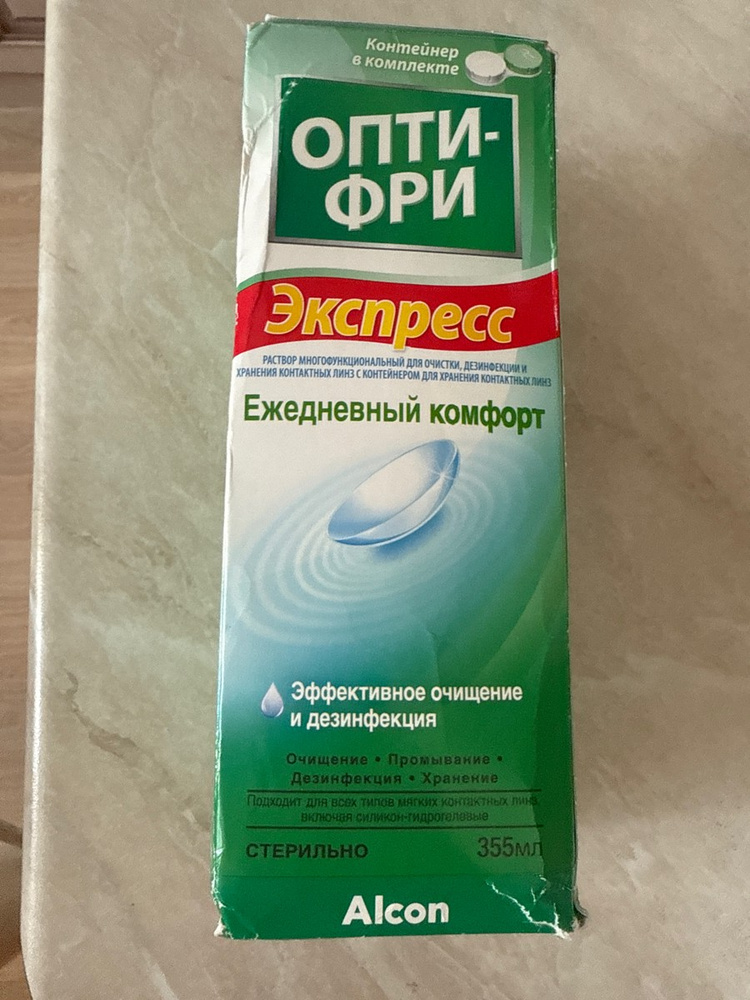 Контейнер
в комплекте
ОПТИ-
ФРИ
Экспресс
РАСТВОР МНОГОФУНКЦИОНАЛЬНЫЙ ДЛЯ ОЧИСТКИ, ДЕЗИНФЕКЦИИ И
ХРАНЕНИЯ КОНТАКТНЫХ ЛИНЗ С КОНТЕЙНЕРОМ ДЛЯ ХРАНЕНИЯ КОНТАКТНЫХ ЛИНЗ
Ежедневный комфорт
Эффективное очищение
и дезинфекция
Очищение • Промывание •
Дезинфекция • Хранение
Подходит для всех типов мягких контактных линз,
включая силикон-гидрогелевые
СТЕРИЛЬНО
355мл
Alcon